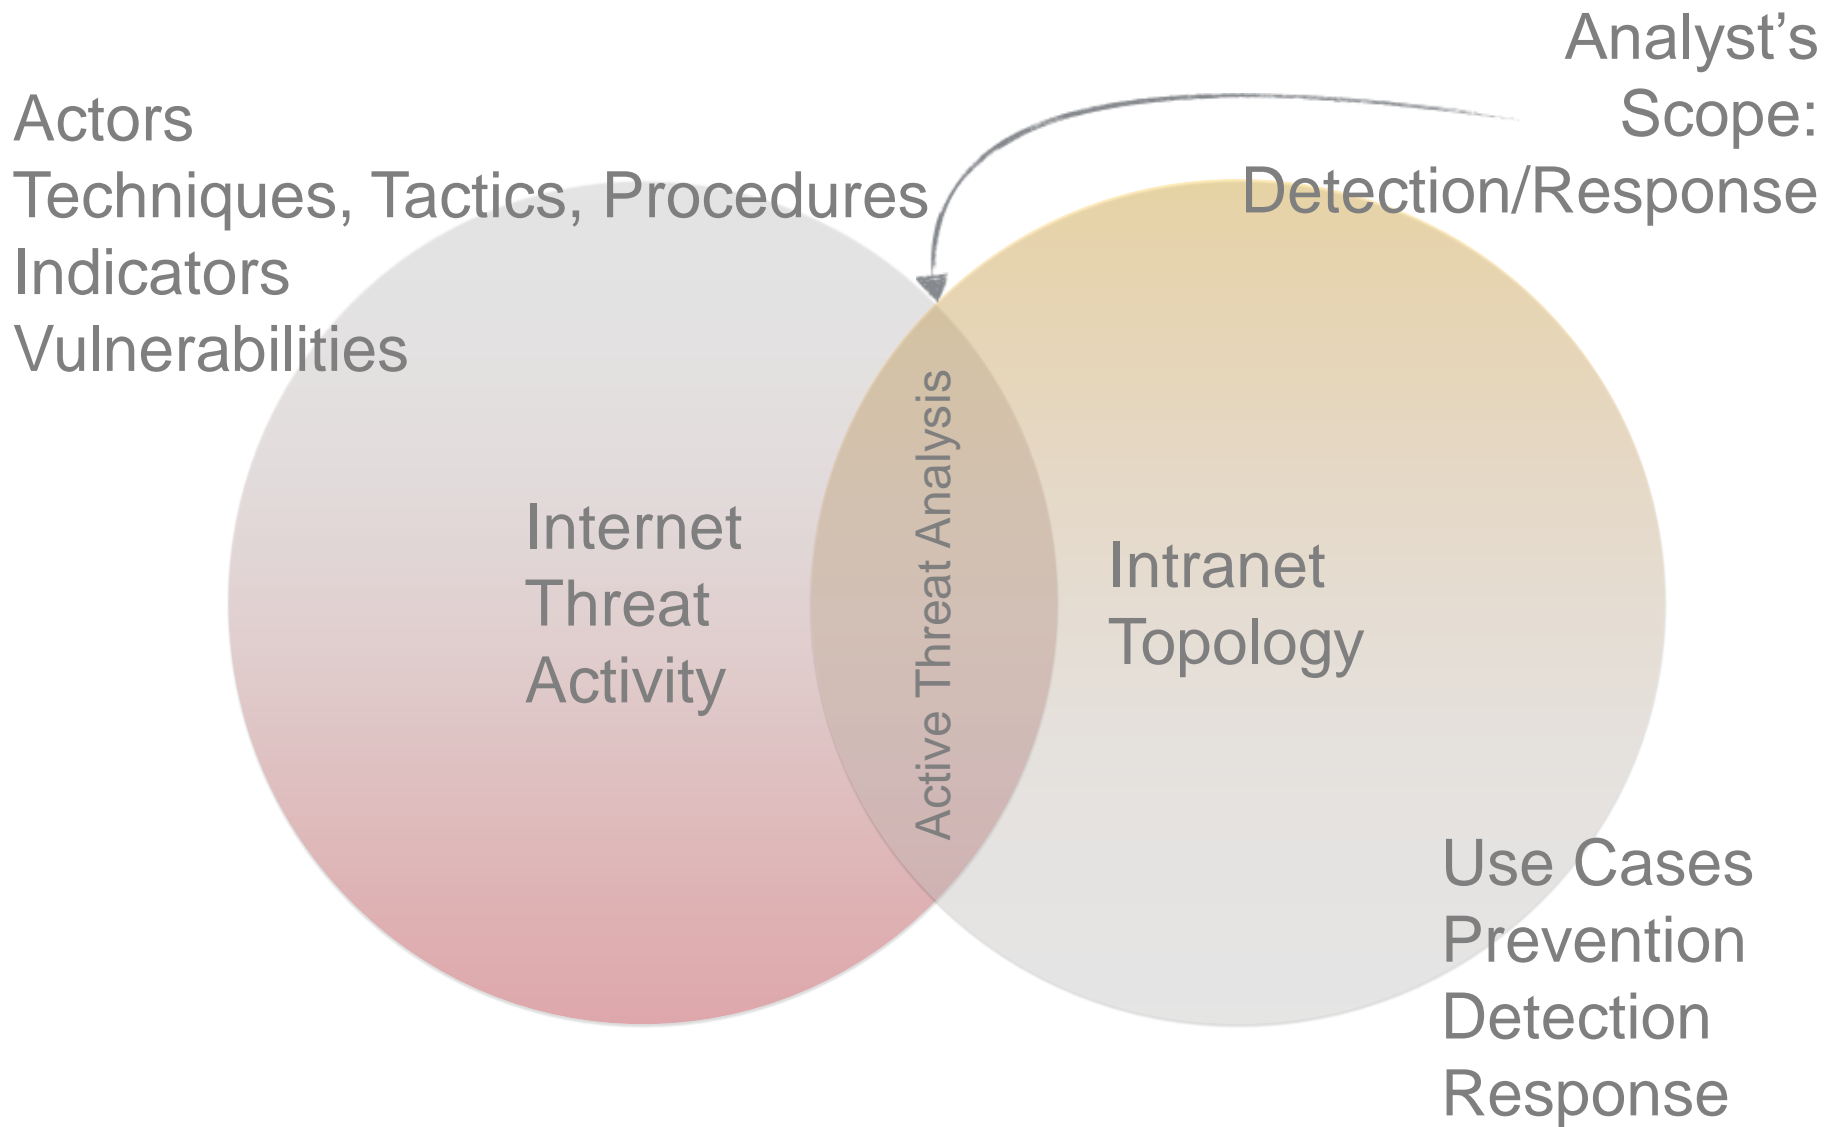 Actors
Techniques, Tactics, Procedures
Indicators
Vulnerabilities
Analyst’s
Scope:
Detection/Response
Internet
Threat
Activity
Active Threat Analysis
Intranet
Topology
Use Cases
Prevention
Detection
Response